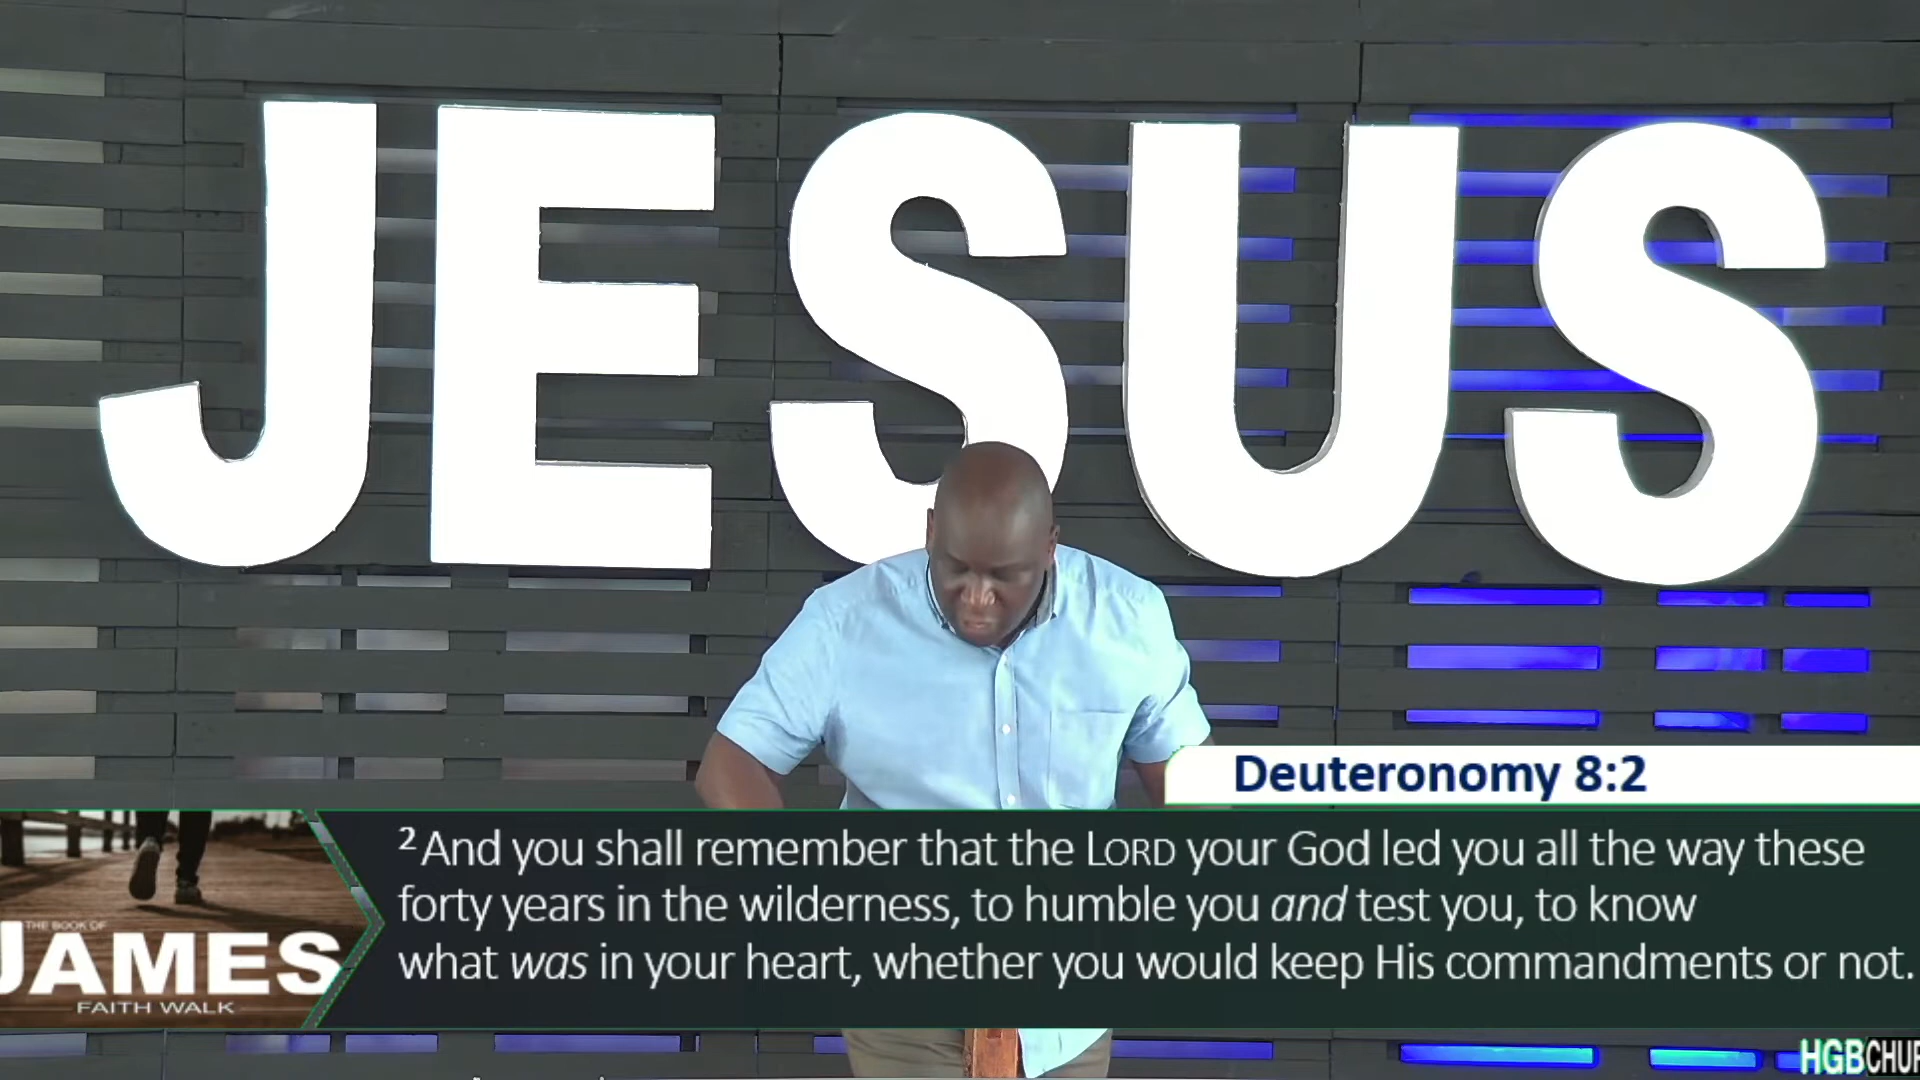 JESUS
Deuteronomy 8:2
2 And you shall remember that the LORD your God led you all the way these
forty years in the wilderness, to humble you and test you, to know
what was in your heart, whether you would keep His commandments or not.
THE BOOK OF
JAMES
FAITH WALK